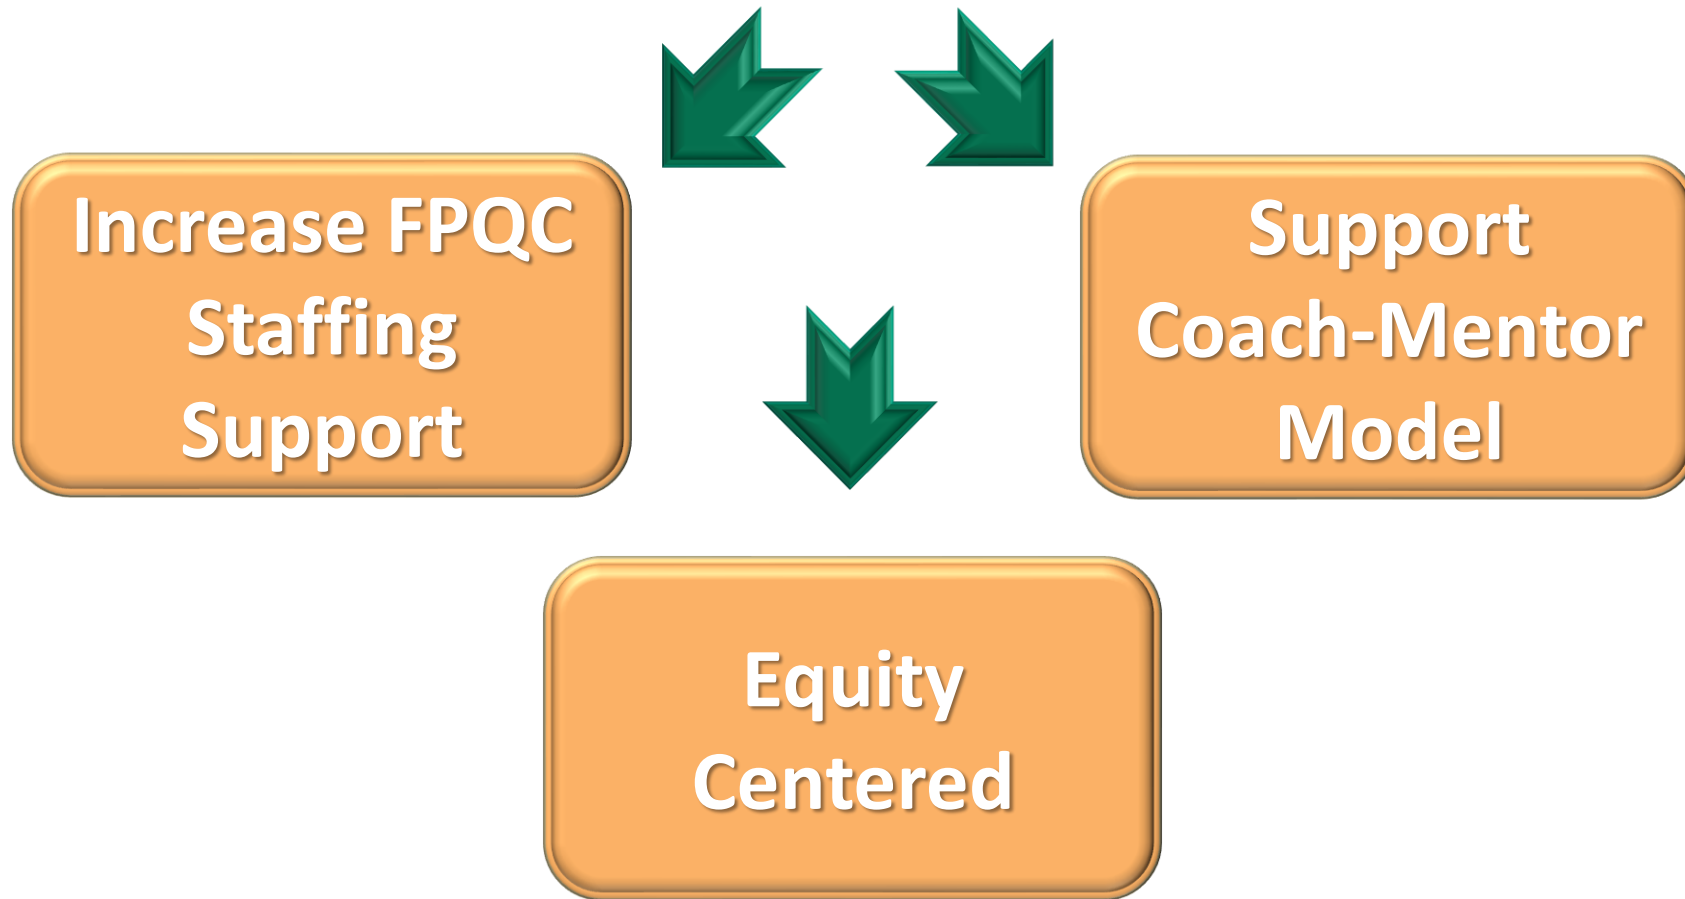 Increase FPQC
Staffing
Support
Support
Coach-Mentor
Model
Equity
Centered